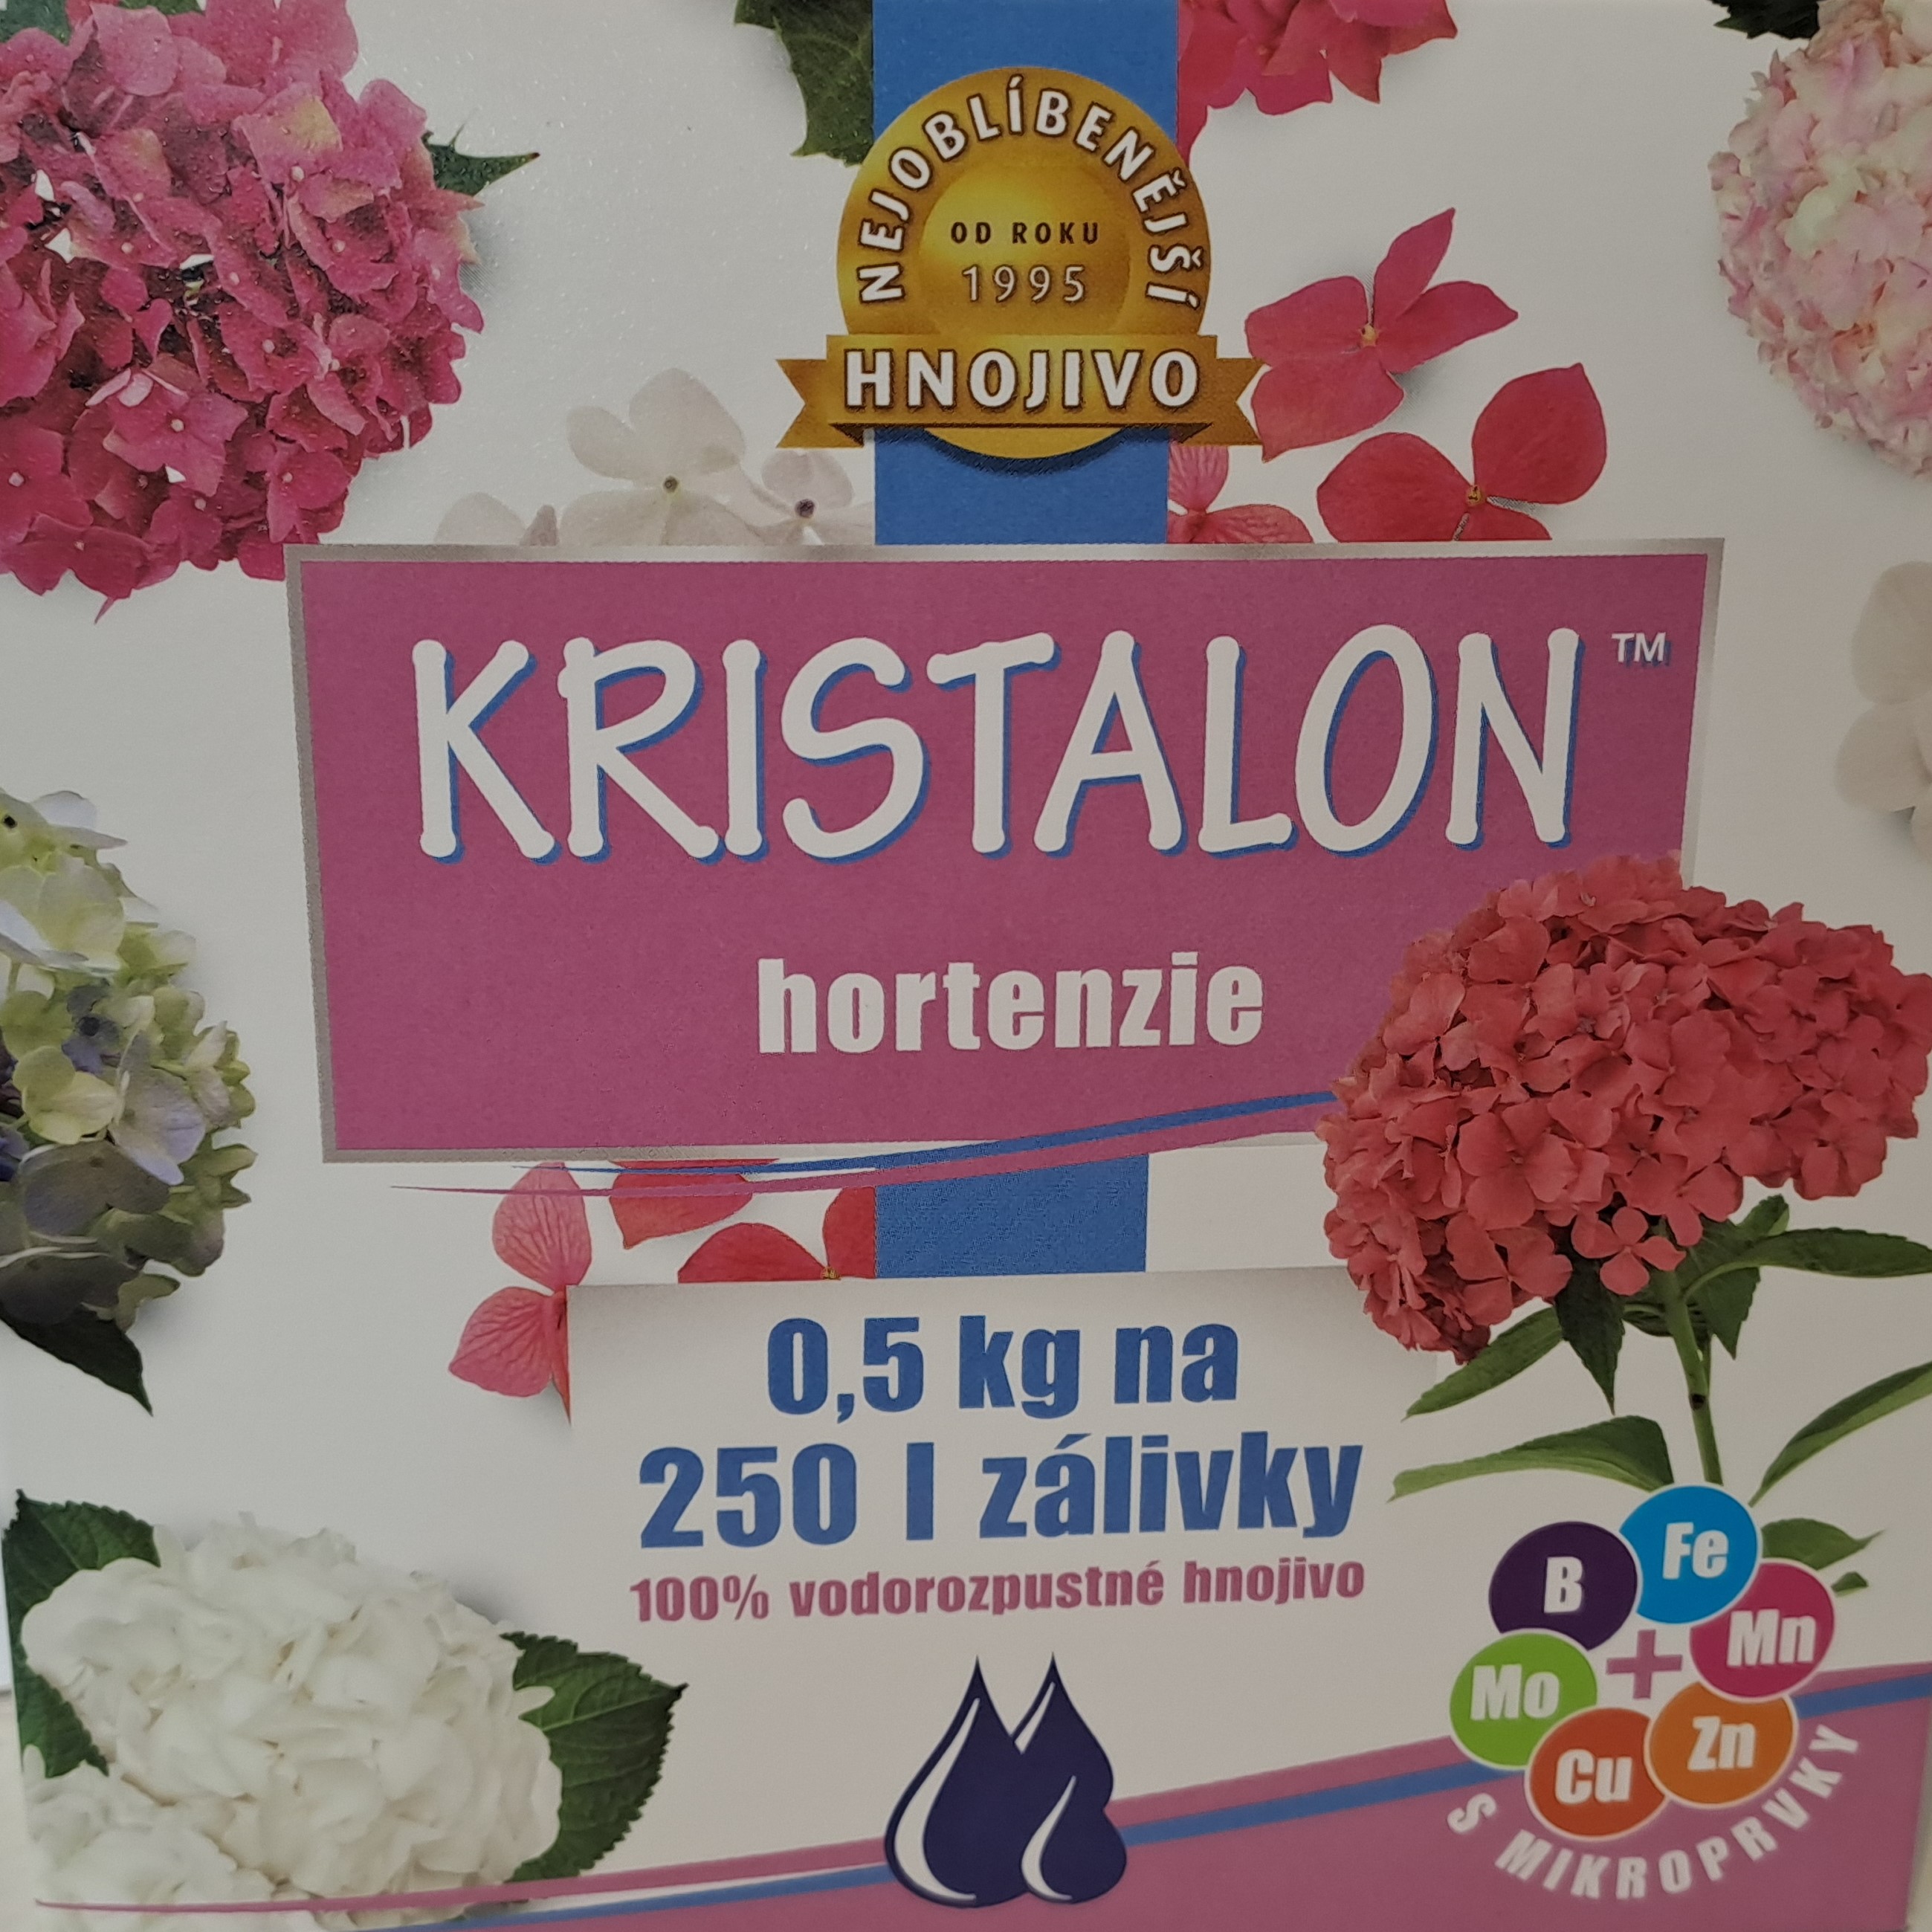 NEJOBLÍBENĚJŠÍ
OD ROKU
1995
HNOJIVO
KRISTALON™
hortenzie
0,5 kg na
250 l zálivky
100% vodorozpustné hnojivo
B Fe
Mo + Mn
Cu Zn
S MIKROPRVKY